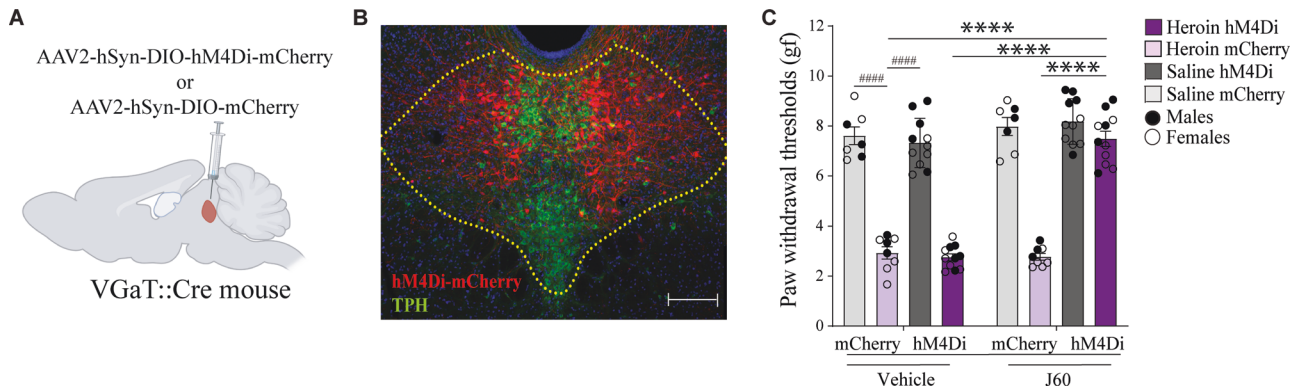 A
AAV2-hSyn-DIO-hM4Di-mCherry
or
AAV2-hSyn-DIO-mCherry
VGaT::Cre mouse
B
hM4Di-mCherry
TPH
C
Paw withdrawal thresholds (gf)
12
10
8
6
4
2
0
****
****
****
####
####
mCherry hM4Di mCherry hM4Di
Vehicle J60
Heroin hM4Di
Heroin mCherry
Saline hM4Di
Saline mCherry
Males
Females